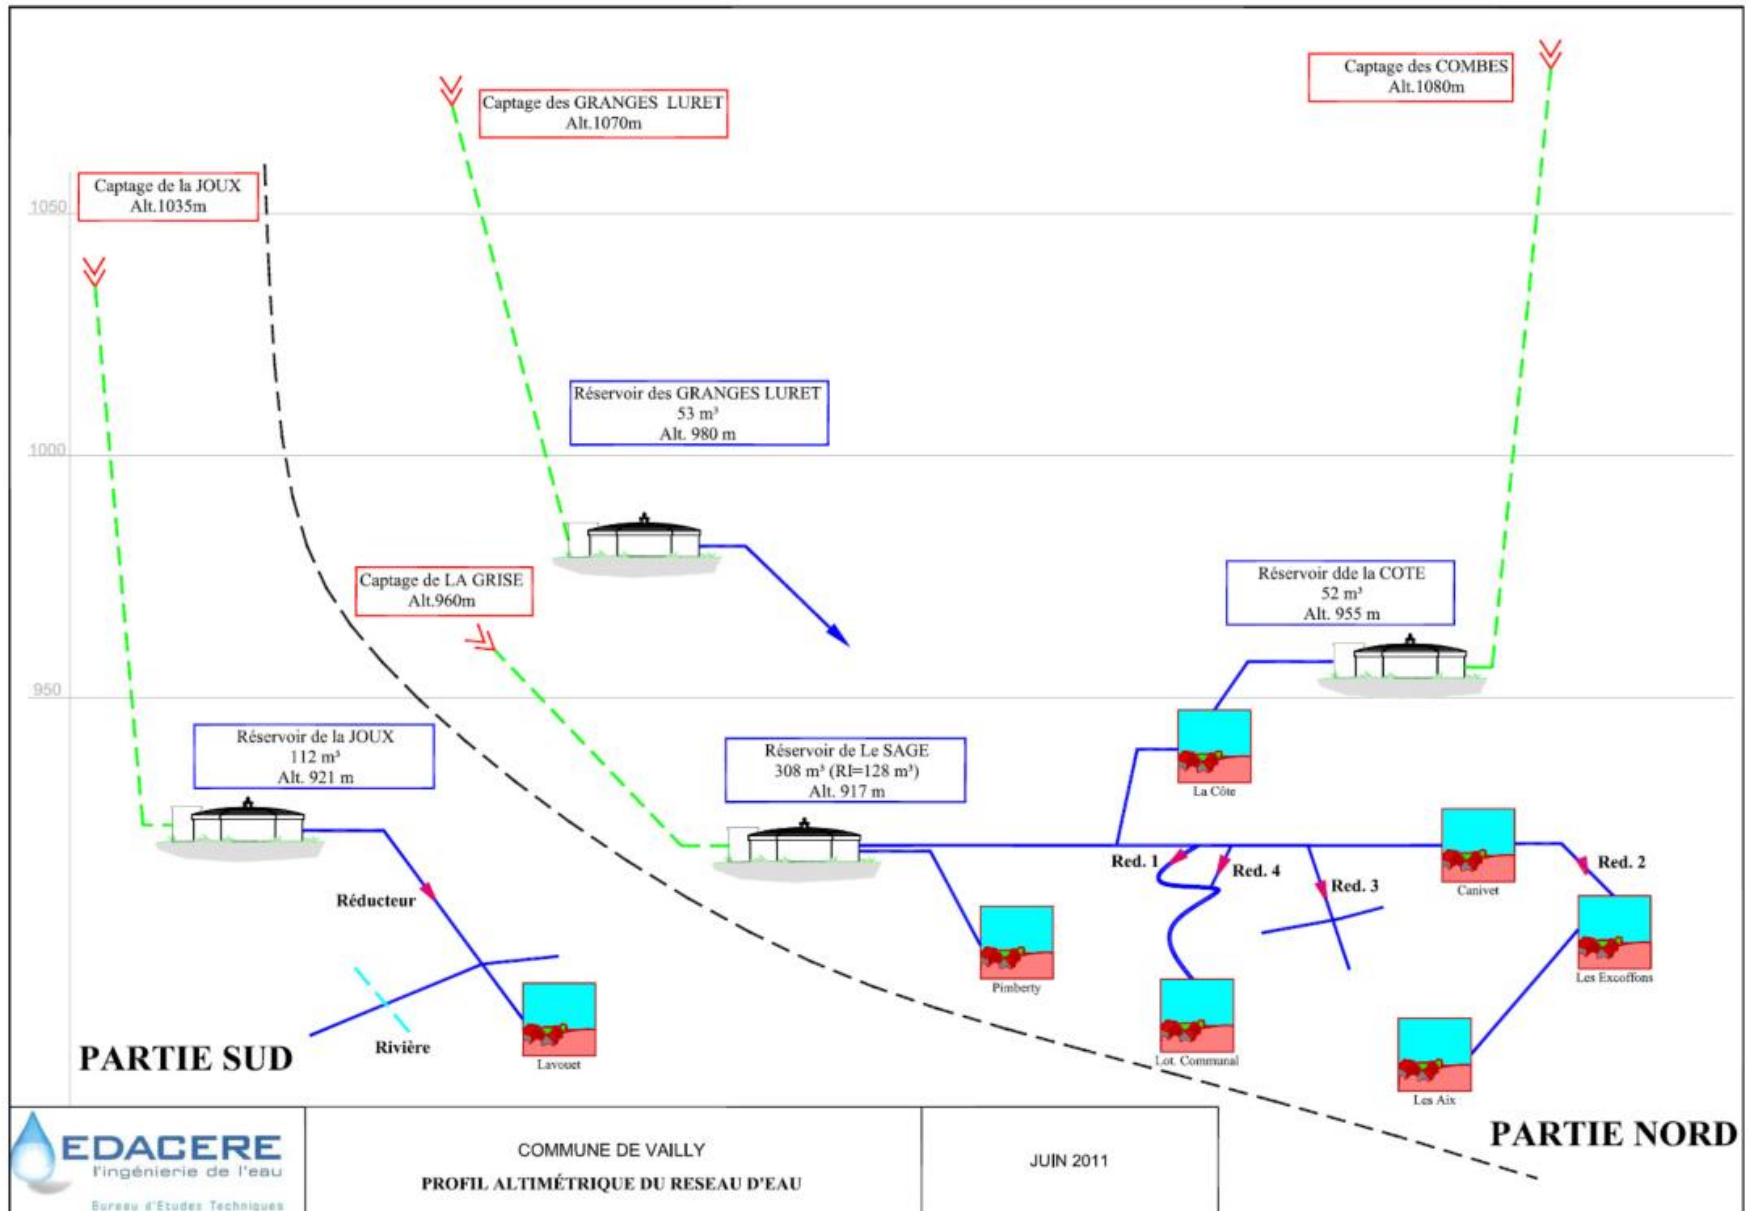 Captage des COMBES
Alt.1080m
Captage des GRANGES LURET
Alt.1070m
Captage de la JOUX
Alt.1035m
1050
Réservoir des GRANGES LURET
53 m³
Alt. 980 m
1000
Captage de LA GRISE
Alt.960m
Réservoir dde la COTE
52 m³
Alt. 955 m
950
Réservoir de la JOUX
112 m³
Alt. 921 m
Réservoir de Le SAGE
308 m³ (RI=128 m³)
Alt. 917 m
La Côte
Red. 1
Red. 4
Red. 3
Canivet
Red. 2
Réducteur
Pimberty
Les Excoffons
Rivière
Lavouet
Lot. Communal
Les Aix
PARTIE SUD
PARTIE NORD
EDACERE
l'ingénierie de l'eau
Bureau d'Etudes Techniques
COMMUNE DE VAILLY
PROFIL ALTIMÉTRIQUE DU RESEAU D'EAU
JUIN 2011